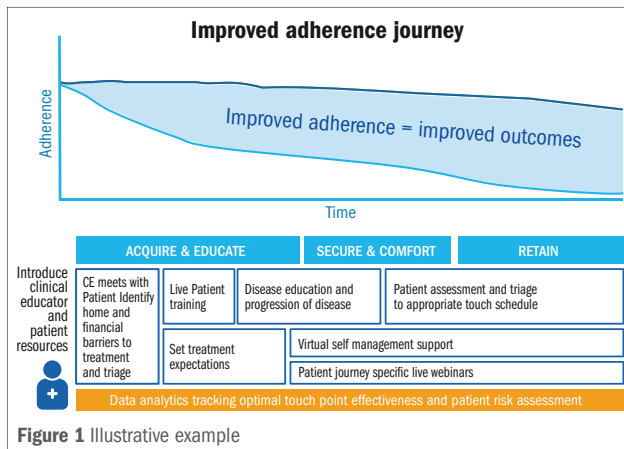 Improved adherence journey
Adherence
Improved adherence = improved outcomes
Time
ACQUIRE & EDUCATE
SECURE & COMFORT
RETAIN
Introduce
clinical
educator
and
patient
resources
CE meets with
Patient Identify
home and
financial
barriers to
treatment
and triage
Live Patient
training
Disease education and
progression of disease
Patient assessment and triage
to appropriate touch schedule
Set treatment
expectations
Virtual self management support
Patient journey specific live webinars
Data analytics tracking optimal touch point effectiveness and patient risk assessment
Figure 1 Illustrative example